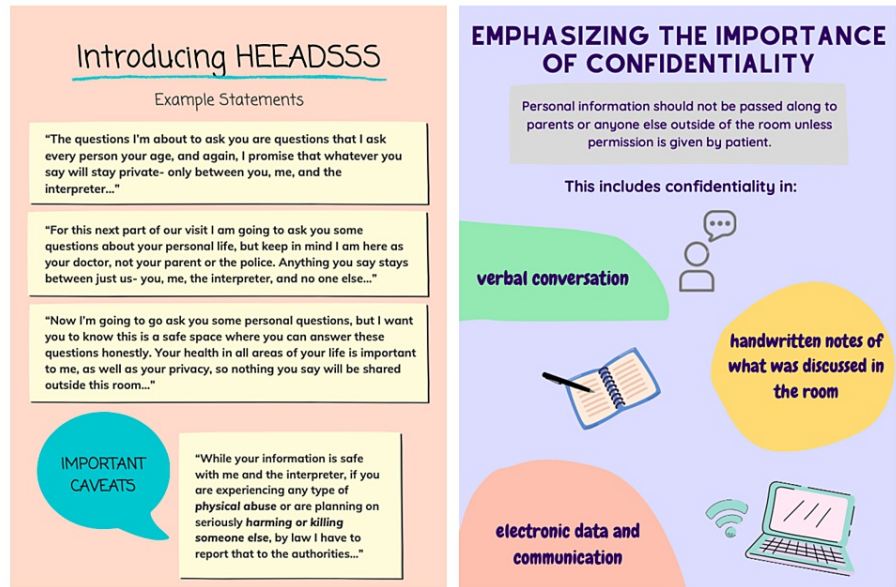 Introducing HEEADSSS
Example Statements
“The questions I’m about to ask you are questions that I ask
every person your age, and again, I promise that whatever you
say will stay private- only between you, me, and the
interpreter...”
“For this next part of our visit I am going to ask you some
questions about your personal life, but keep in mind I am here as
your doctor, not your parent or the police. Anything you say stays
between just us- you, me, the interpreter, and no one else...”
“Now I’m going to go ask you some personal questions, but I want
you to know this is a safe space where you can answer these
questions honestly. Your health in all areas of your life is important
to me, as well as your privacy, so nothing you say will be shared
outside this room...”
IMPORTANT
CAVEATS
“While your information is safe
with me and the interpreter, if you
are experiencing any type of
physical abuse or are planning on
seriously harming or killing
someone else, by law I have to
report that to the authorities...”
EMPHASIZING THE IMPORTANCE
OF CONFIDENTIALITY
Personal information should not be passed along to
parents or anyone else outside of the room unless
permission is given by patient.
This includes confidentiality in:
verbal conversation
handwritten notes of
what was discussed in
the room
electronic data and
communication